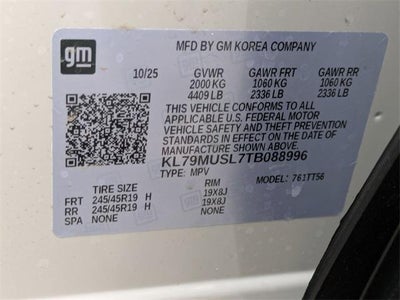 gm
MFD BY GM KOREA COMPANY
10/25 GVWR GAWR FRT GAWR RR
2000 KG 1060 KG 1060 KG
4409 LB 2336 LB 2336 LB
THIS VEHICLE CONFORMS TO ALL
APPLICABLE U.S. FEDERAL MOTOR
VEHICLE SAFETY AND THEFT PREVENTION
STANDARDS IN EFFECT ON THE DATE OF
MANUFACTURE SHOWN ABOVE.
KL79MUSL7TB088996
TYPE: MPV MODEL: 761TT56
TIRE SIZE RIM
FRT 245/45R19 H 19X8J
RR 245/45R19 H 19X8J
SPA NONE NONE